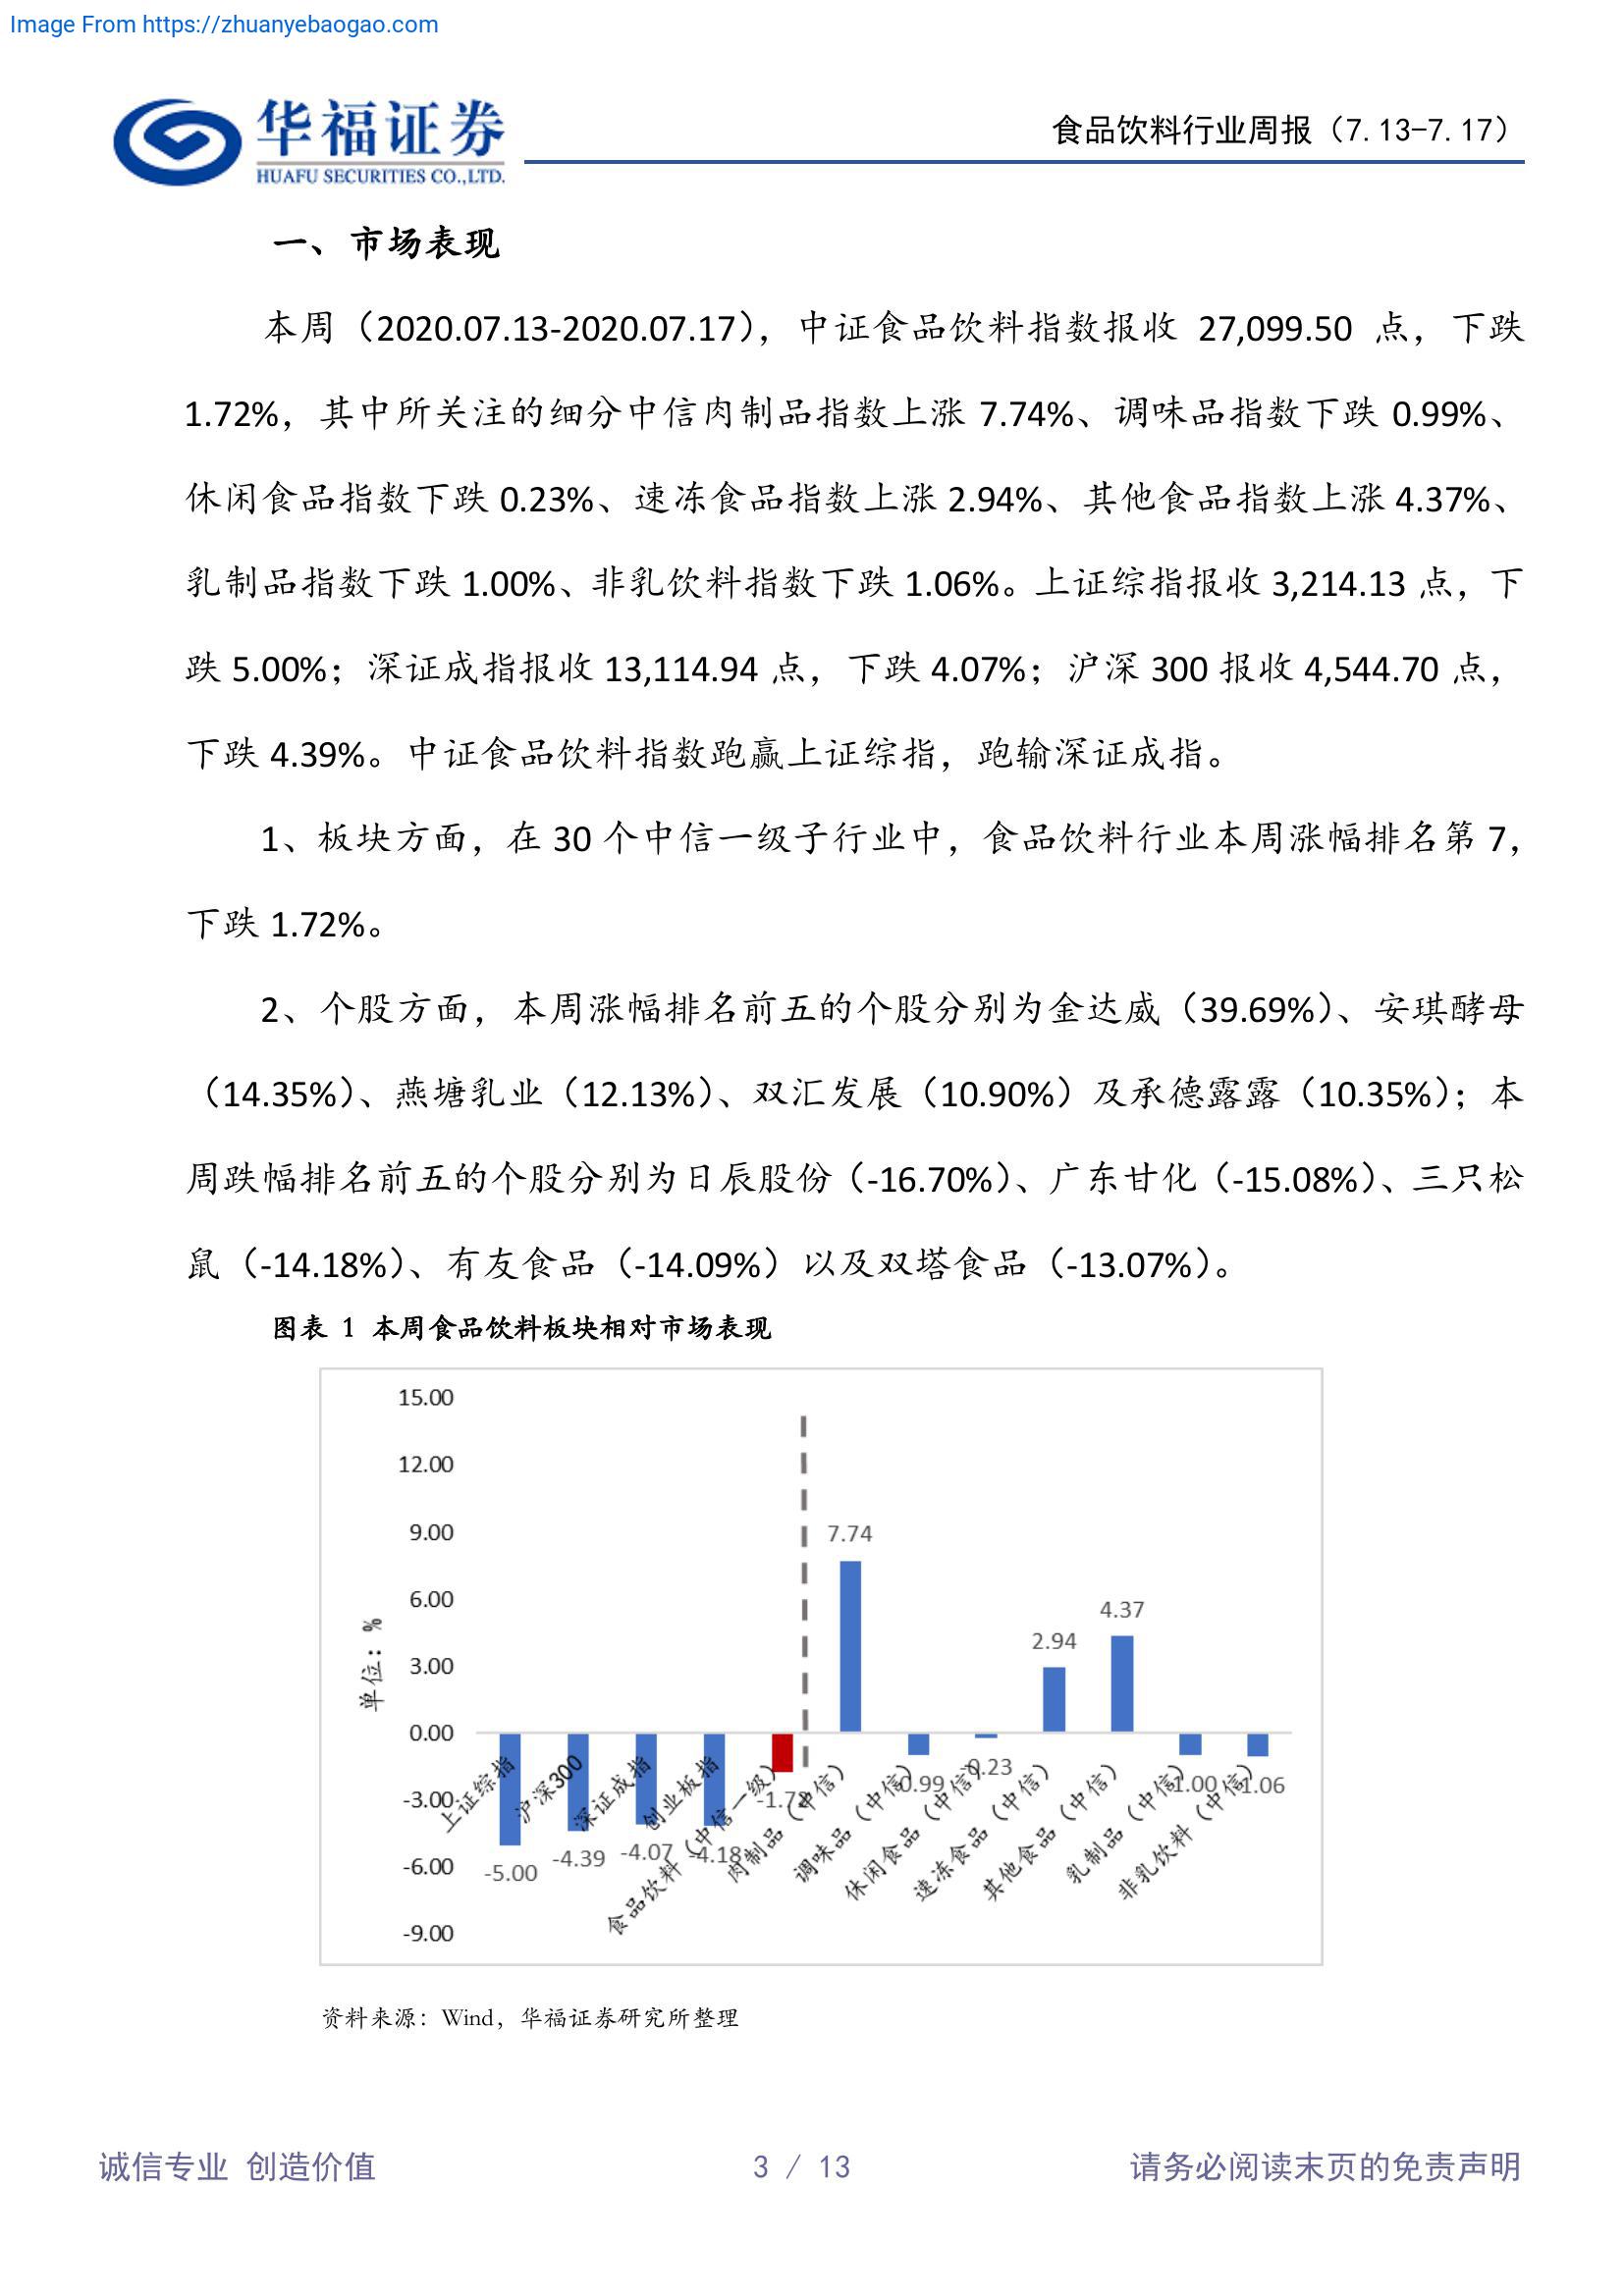 Image From https://zhuanyebaogao.com
华福证券
HUAFU SECURITIES CO.,LTD.
食品饮料行业周报（7.13-7.17）
一、市场表现
本周（2020.07.13-2020.07.17），中证食品饮料指数报收 27,099.50 点，下跌
1.72%，其中所关注的细分中信肉制品指数上涨 7.74%、调味品指数下跌 0.99%、
休闲食品指数下跌 0.23%、速冻食品指数上涨 2.94%、其他食品指数上涨 4.37%、
乳制品指数下跌 1.00%、非乳饮料指数下跌 1.06%。上证综指报收 3,214.13 点，下
跌 5.00%；深证成指报收 13,114.94 点，下跌 4.07%；沪深 300 报收 4,544.70 点，
下跌 4.39%。中证食品饮料指数跑赢上证综指，跑输深证成指。
1、板块方面，在 30 个中信一级子行业中，食品饮料行业本周涨幅排名第 7，
下跌 1.72%。
2、个股方面，本周涨幅排名前五的个股分别为金达威（39.69%）、安琪酵母
（14.35%）、燕塘乳业（12.13%）、双汇发展（10.90%）及承德露露（10.35%）；本
周跌幅排名前五的个股分别为日辰股份（-16.70%）、广东甘化（-15.08%）、三只松
鼠（-14.18%）、有友食品（-14.09%）以及双塔食品（-13.07%）。
图表 1 本周食品饮料板块相对市场表现
单位：%
15.00
12.00
9.00
6.00
3.00
0.00
-3.00
-6.00
-9.00
-5.00
-4.39
-4.07
-4.18
-1.72
7.74
-0.99
-0.23
2.94
4.37
-1.00
-1.06
上证综指
沪深300
深证成指
创业板指
食品饮料（中信一级）
肉制品（中信）
调味品（中信）
休闲食品（中信）
速冻食品（中信）
其他食品（中信）
乳制品（中信）
非乳饮料（中信）
资料来源：Wind，华福证券研究所整理
诚信专业 创造价值
3 / 13
请务必阅读末页的免责声明